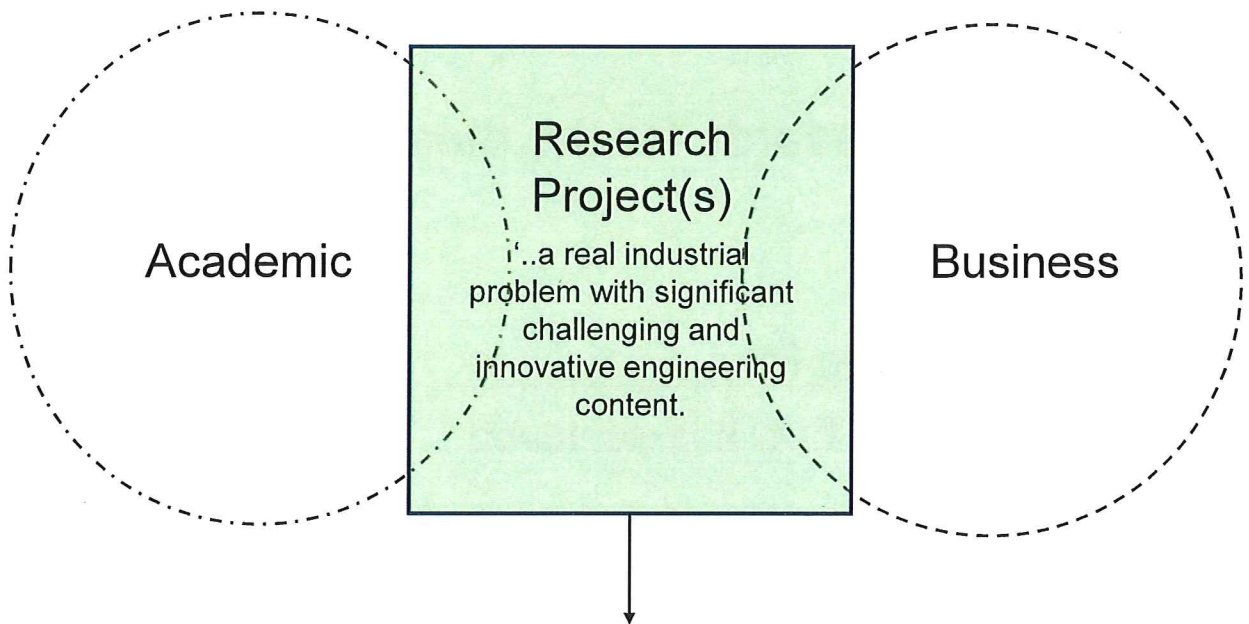 Academic
Research
Project(s)
‘..a real industrial
problem with significant
challenging and
innovative engineering
content.
Business